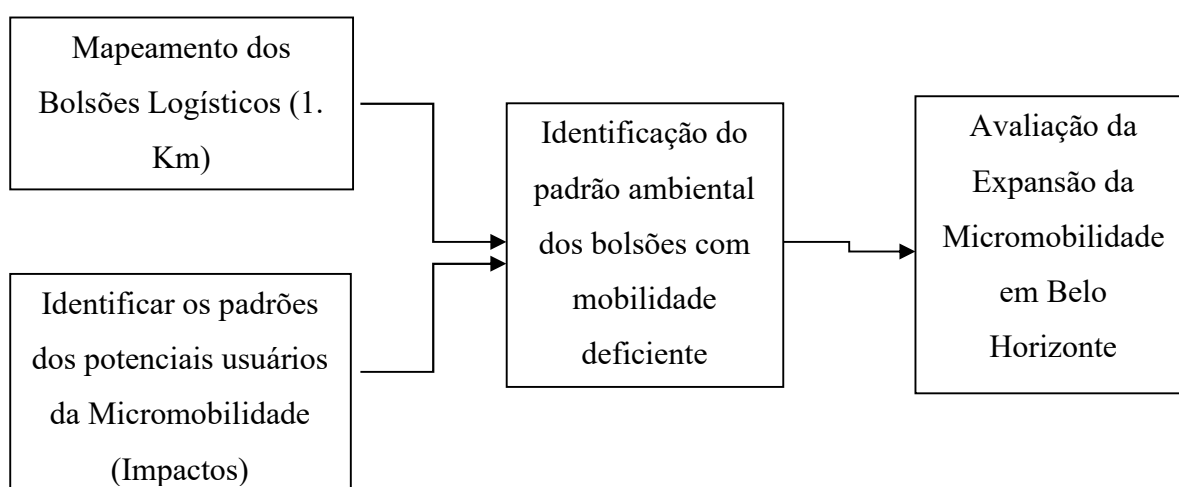 Mapeamento dos
Bolsões Logísticos (1.
Km)
Identificar os padrões
dos potenciais usuários
da Micromobilidade
(Impactos)
Identificação do
padrão ambiental
dos bolsões com
mobilidade
deficiente
Avaliação da
Expansão da
Micromobilidade
em Belo
Horizonte